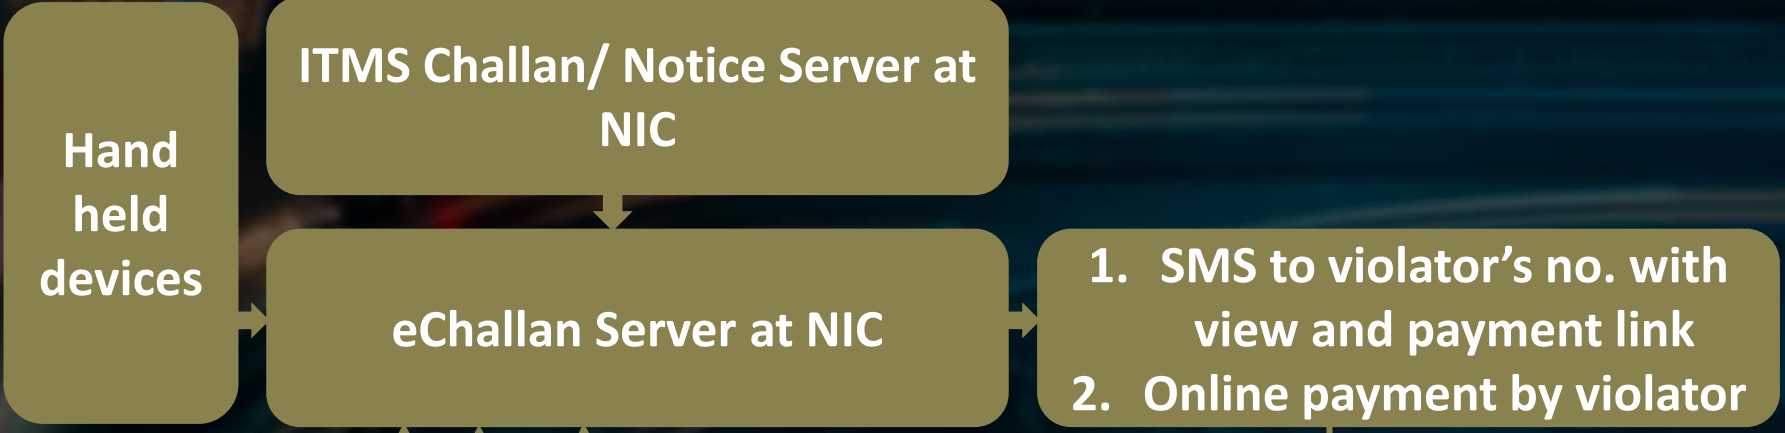 Hand
held
devices
ITMS Challan/ Notice Server at
NIC
eChallan Server at NIC
1. SMS to violator’s no. with
view and payment link
2. Online payment by violator